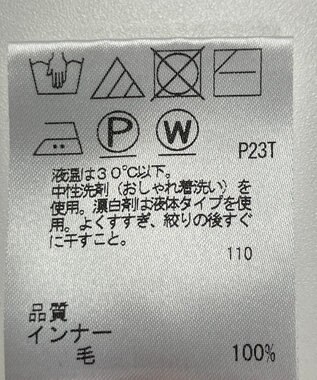 P W
P23T
液温は30℃以下。
中性洗剤（おしゃれ着洗い）を
使用。漂白剤は液体タイプを使
用。よくすすぎ、絞りの後すぐ
に干すこと。
110
品質
インナー
毛 100%